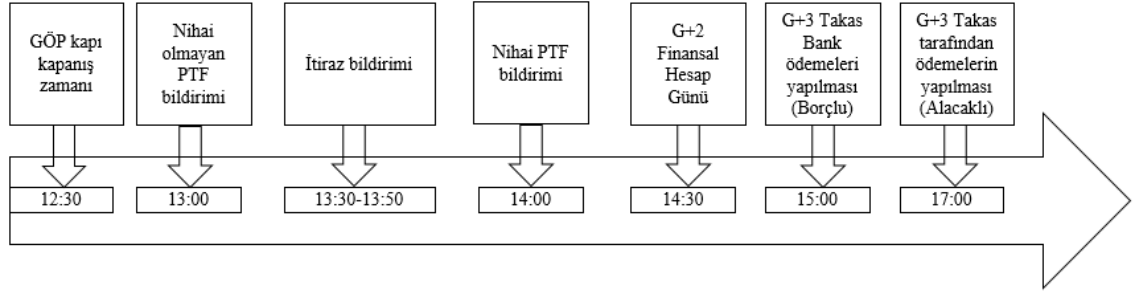 GÖP kapı
kapanış
zamanı
Nihai
olmayan
PTF
bildirimi
İtiraz bildirimi
Nihai PTF
bildirimi
G+2
Finansal
Hesap
Günü
G+3 Takas
Bank
ödemeleri
yapılması
(Borçlu)
G+3 Takas
tarafından
ödemelerin
yapılması
(Alacaklı)
12:30
13:00
13:30-13:50
14:00
14:30
15:00
17:00